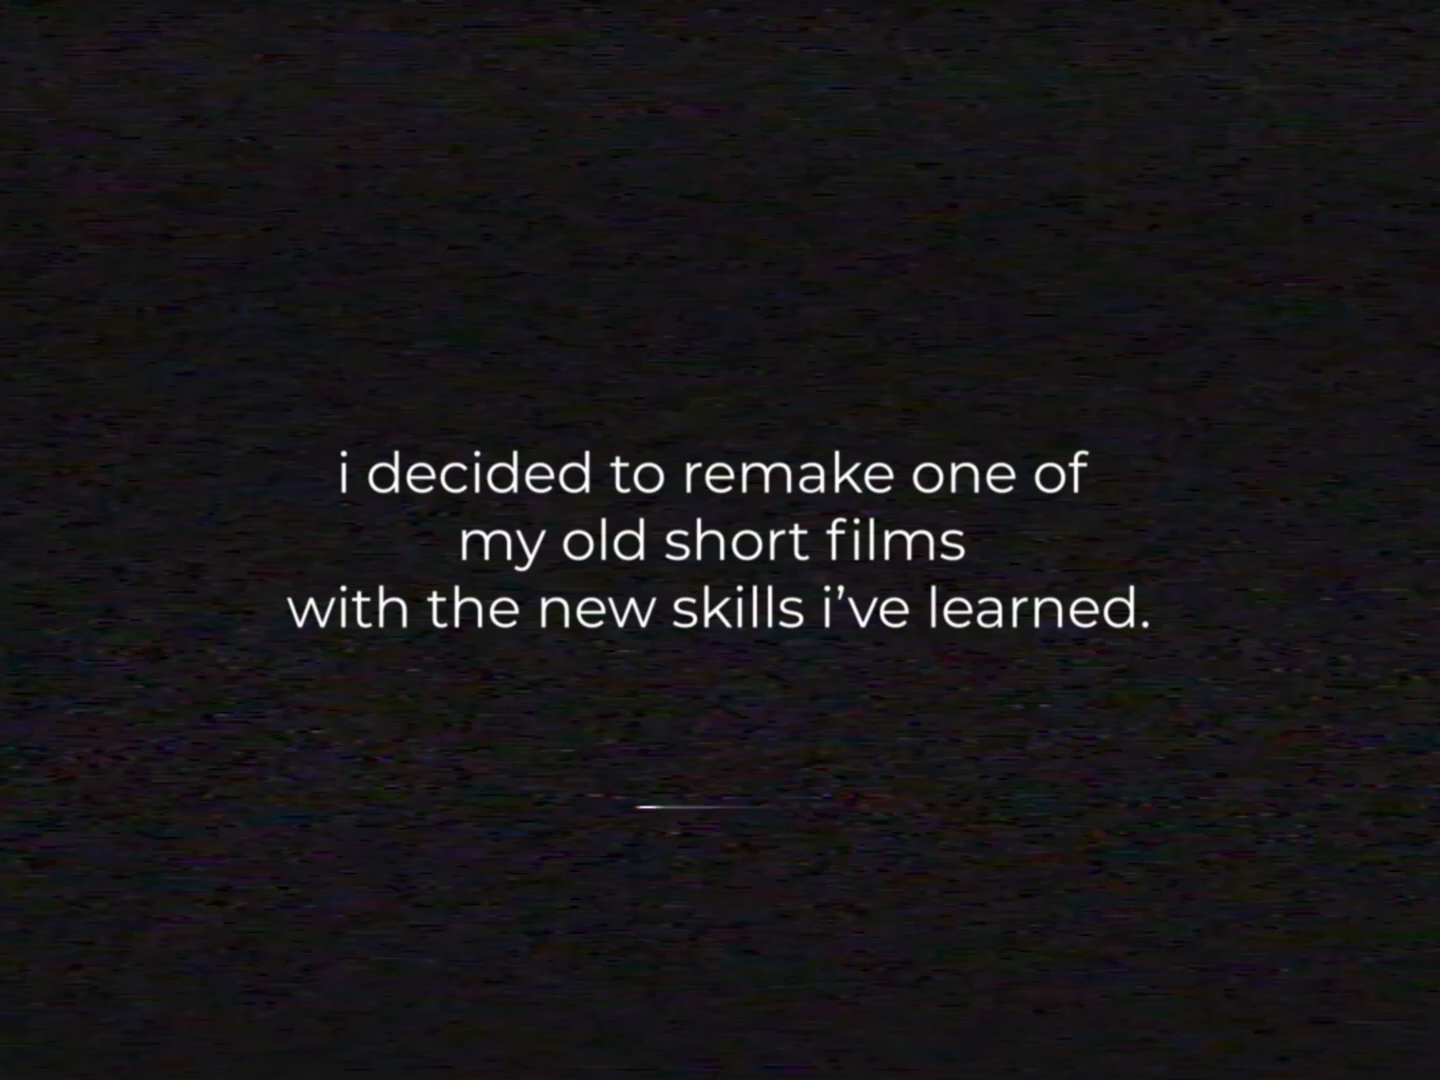 i decided to remake one of
my old short films
with the new skills i’ve learned.